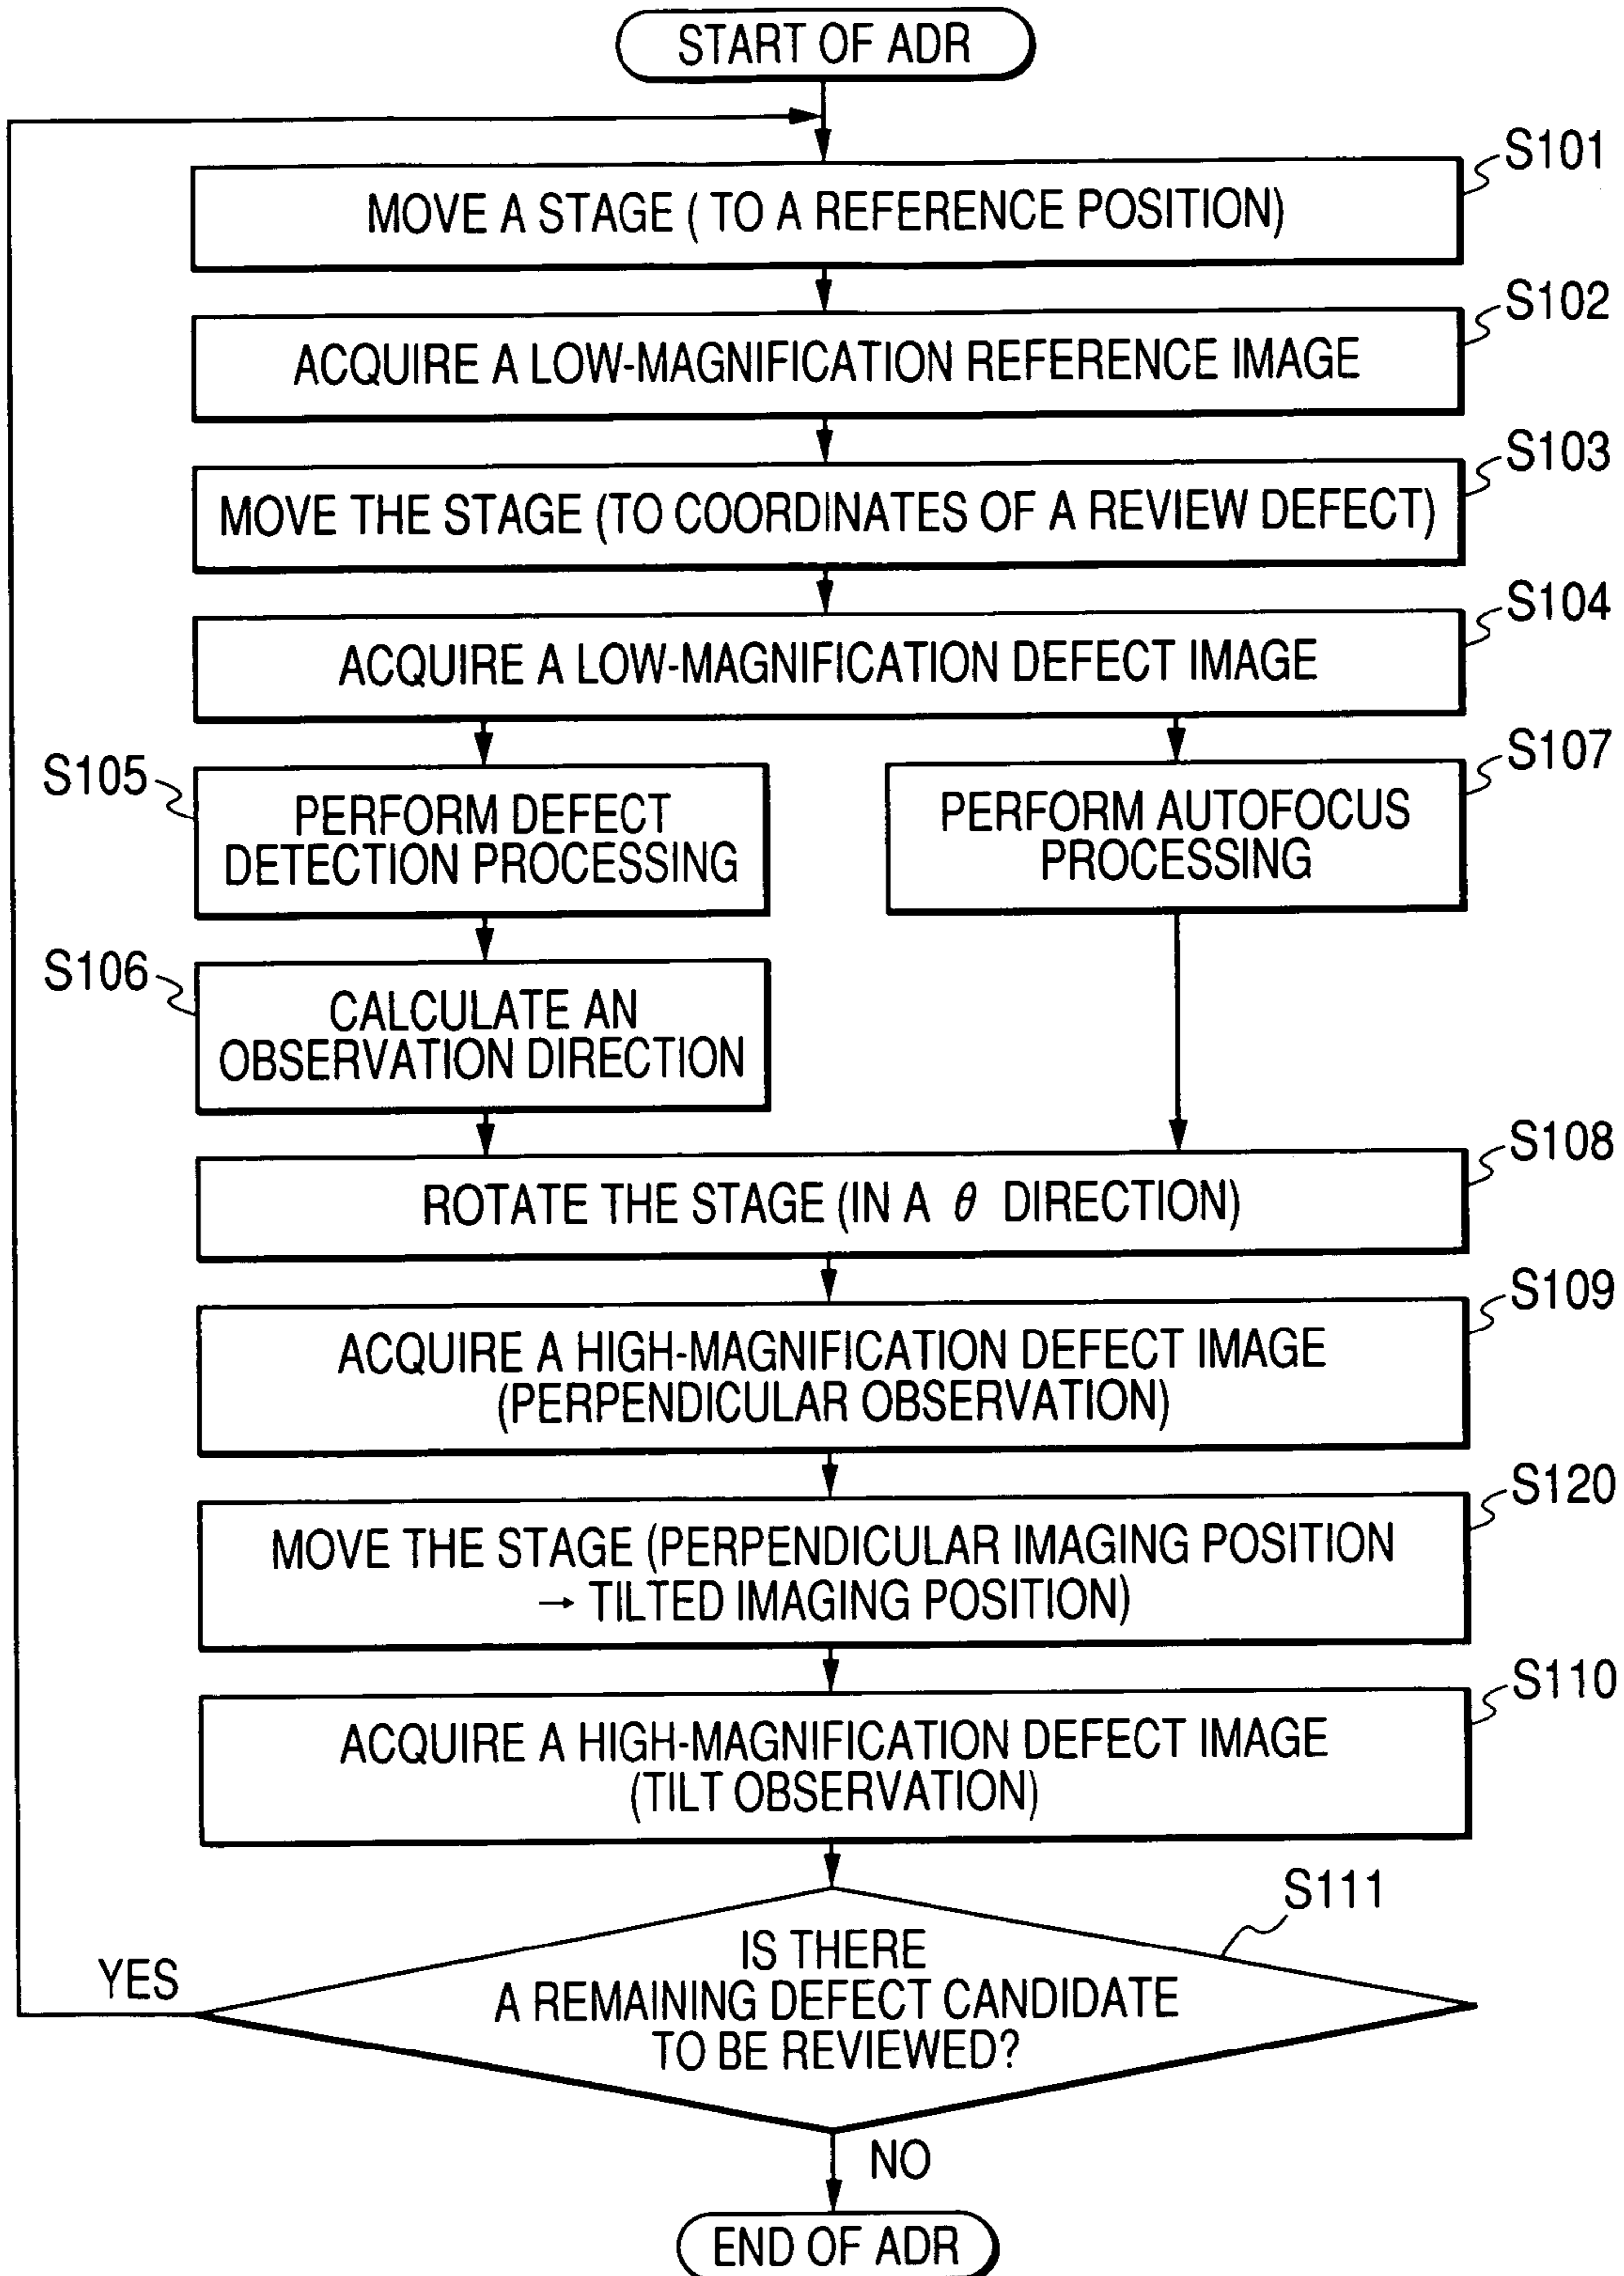 START OF ADR
S101
MOVE A STAGE ( TO A REFERENCE POSITION)
S102
ACQUIRE A LOW-MAGNIFICATION REFERENCE IMAGE
S103
MOVE THE STAGE (TO COORDINATES OF A REVIEW DEFECT)
S104
ACQUIRE A LOW-MAGNIFICATION DEFECT IMAGE
S105
PERFORM DEFECT
DETECTION PROCESSING
S107
PERFORM AUTOFOCUS
PROCESSING
S106
CALCULATE AN
OBSERVATION DIRECTION
S108
ROTATE THE STAGE (IN A θ DIRECTION)
S109
ACQUIRE A HIGH-MAGNIFICATION DEFECT IMAGE
(PERPENDICULAR OBSERVATION)
S120
MOVE THE STAGE (PERPENDICULAR IMAGING POSITION
→ TILTED IMAGING POSITION)
S110
ACQUIRE A HIGH-MAGNIFICATION DEFECT IMAGE
(TILT OBSERVATION)
S111
IS THERE
A REMAINING DEFECT CANDIDATE
TO BE REVIEWED?
YES
NO
END OF ADR